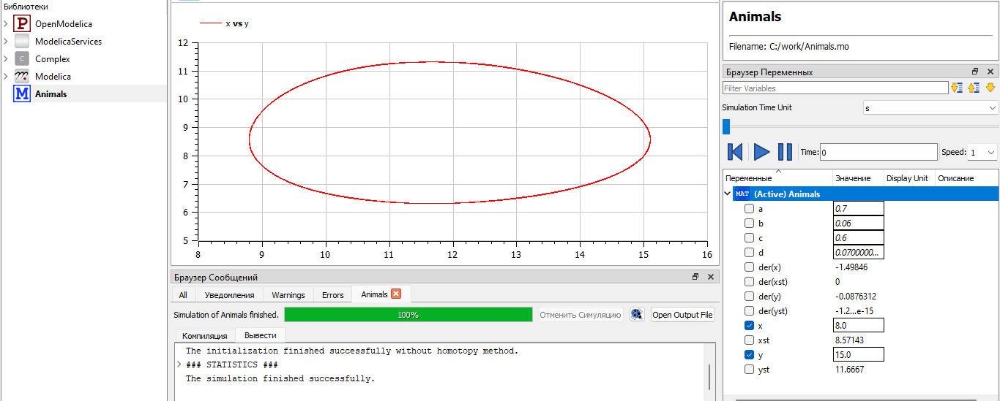 Библиотеки
OpenModelica
ModelicaServices
C Complex
Modelica
M Animals
x vs y
12
11
10
9
8
7
6
5
8 9 10 11 12 13 14 15 16
Браузер Сообщений
All Уведомления Warnings Errors Animals
Simulation of Animals finished. 100% Отменить Симуляцию Open Output File
Компиляция Вывести
The initialization finished successfully without homotopy method.
### STATISTICS ###
The simulation finished successfully.
Animals
Filename: C:/work/Animals.mo
Браузер Переменных
Filter Variables
Simulation Time Unit s
Time: 0 Speed: 1
Переменные Значение Display Unit Описание
MAT (Active) Animals
a 0.7
b 0.06
c 0.6
d 0.0700000...
der(x) -1.49846
der(xst) 0
der(y) -0.0876312
der(yst) -1.2...e-15
x 8.0
xst 8.57143
y 15.0
yst 11.6667